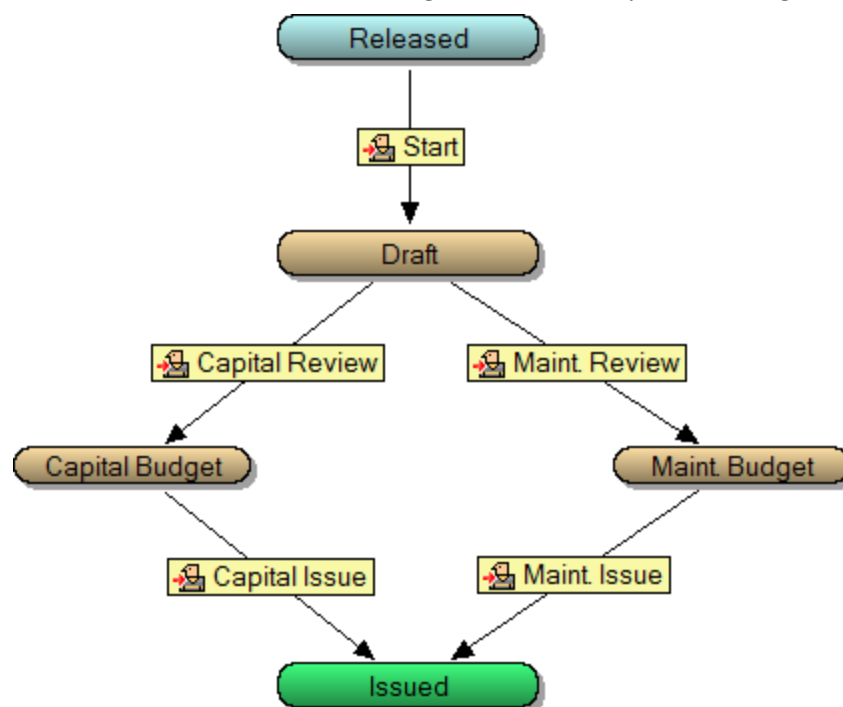 Released
Start
Draft
Capital Review
Maint. Review
Capital Budget
Maint. Budget
Capital Issue
Maint. Issue
Issued